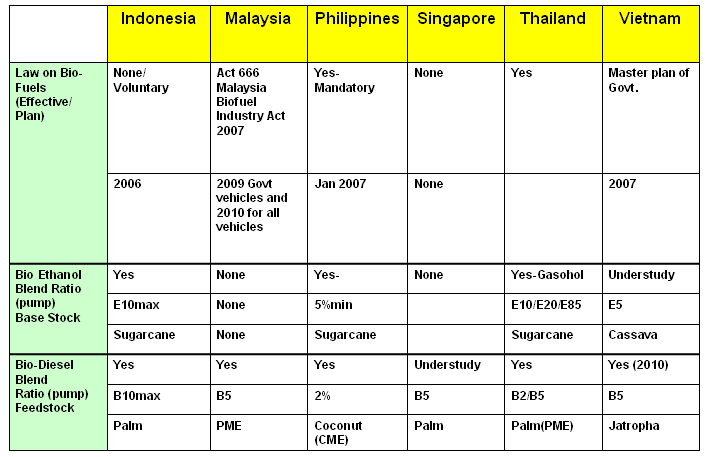 Indonesia Malaysia Philippines Singapore Thailand Vietnam
Law on Bio-
Fuels
(Effective/
Plan)
None/
Voluntary
Act 666
Malaysia
Biofuel
Industry Act
2007
Yes-
Mandatory
None
Yes
Master plan of
Govt.
2006
2009 Govt
vehicles and
2010 for all
vehicles
Jan 2007
None
2007
Bio Ethanol
Blend Ratio
(pump)
Base Stock
Yes None Yes- None Yes-Gasohol Understudy
E10max None 5%min E10/E20/E85 E5
Sugarcane None Sugarcane Sugarcane Cassava
Bio-Diesel
Blend
Ratio (pump)
Feedstock
Yes Yes Yes Understudy Yes Yes (2010)
B10max B5 2% B5 B2/B5 B5
Palm PME Coconut
(CME)
Palm Palm(PME) Jatropha